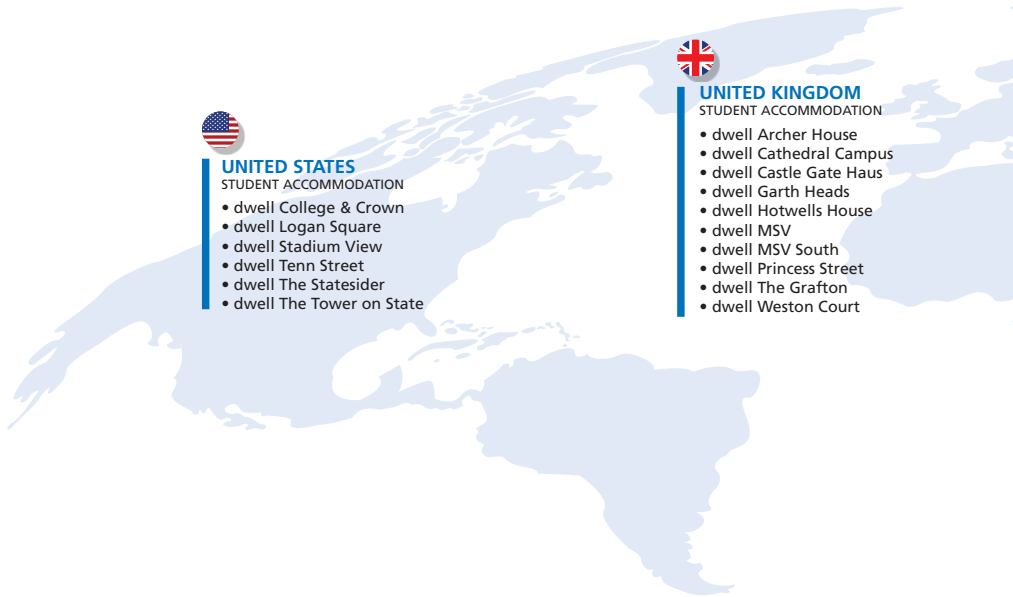 UNITED STATES
STUDENT ACCOMMODATION
• dwell College & Crown
• dwell Logan Square
• dwell Stadium View
• dwell Tenn Street
• dwell The Statesider
• dwell The Tower on State
UNITED KINGDOM
STUDENT ACCOMMODATION
• dwell Archer House
• dwell Cathedral Campus
• dwell Castle Gate Haus
• dwell Garth Heads
• dwell Hotwells House
• dwell MSV
• dwell MSV South
• dwell Princess Street
• dwell The Grafton
• dwell Weston Court